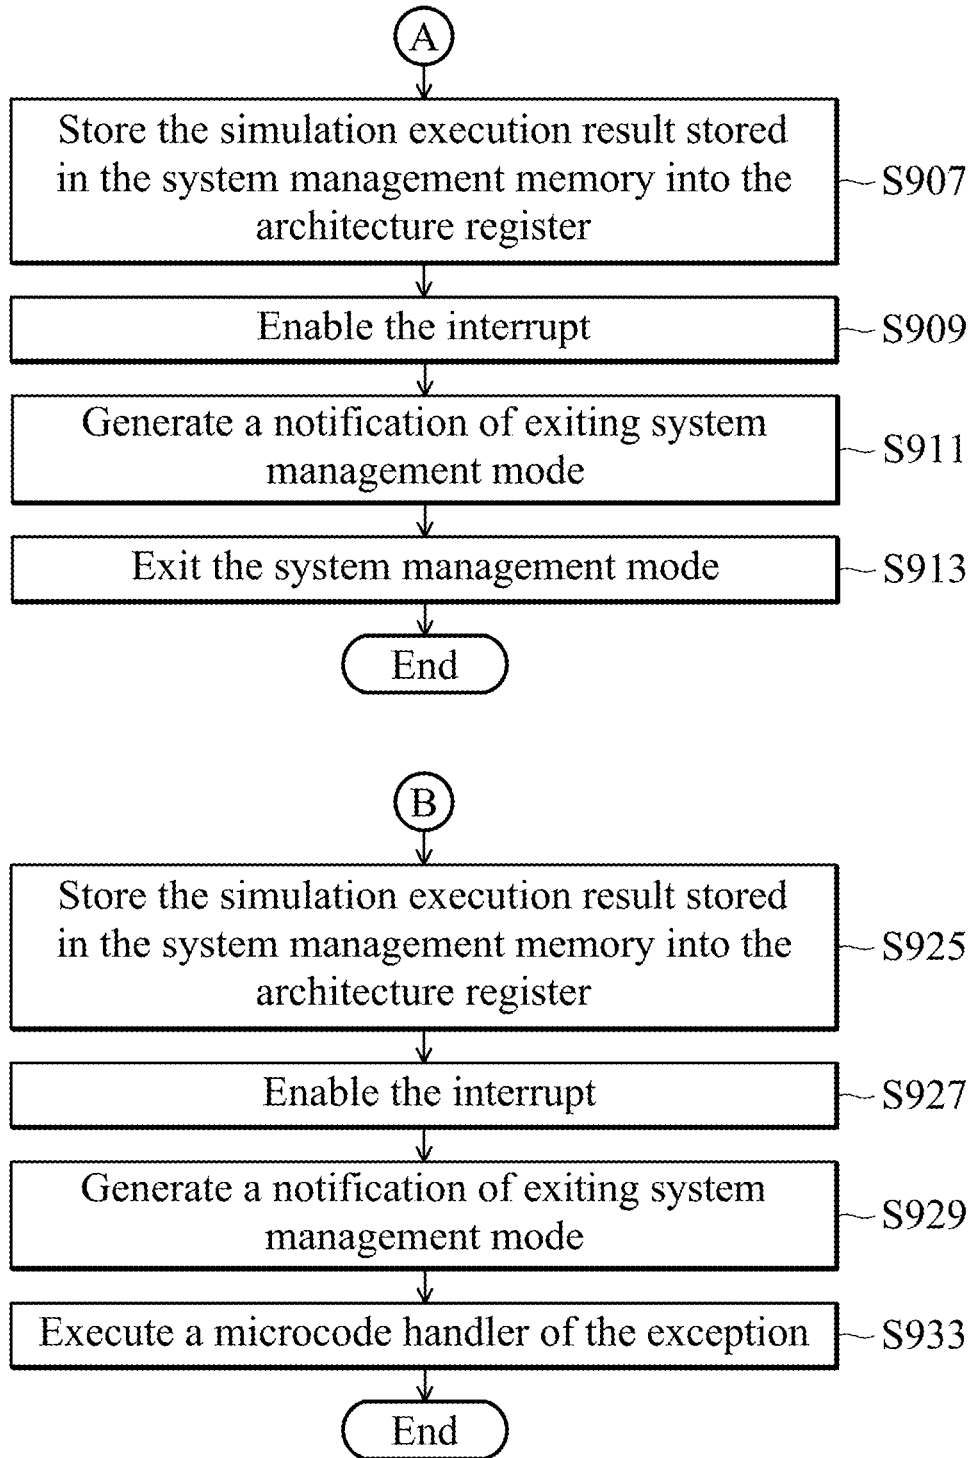 A
Store the simulation execution result stored
in the system management memory into the
architecture register
S907
Enable the interrupt
S909
Generate a notification of exiting system
management mode
S911
Exit the system management mode
S913
End
B
Store the simulation execution result stored
in the system management memory into the
architecture register
S925
Enable the interrupt
S927
Generate a notification of exiting system
management mode
S929
Execute a microcode handler of the exception
S933
End